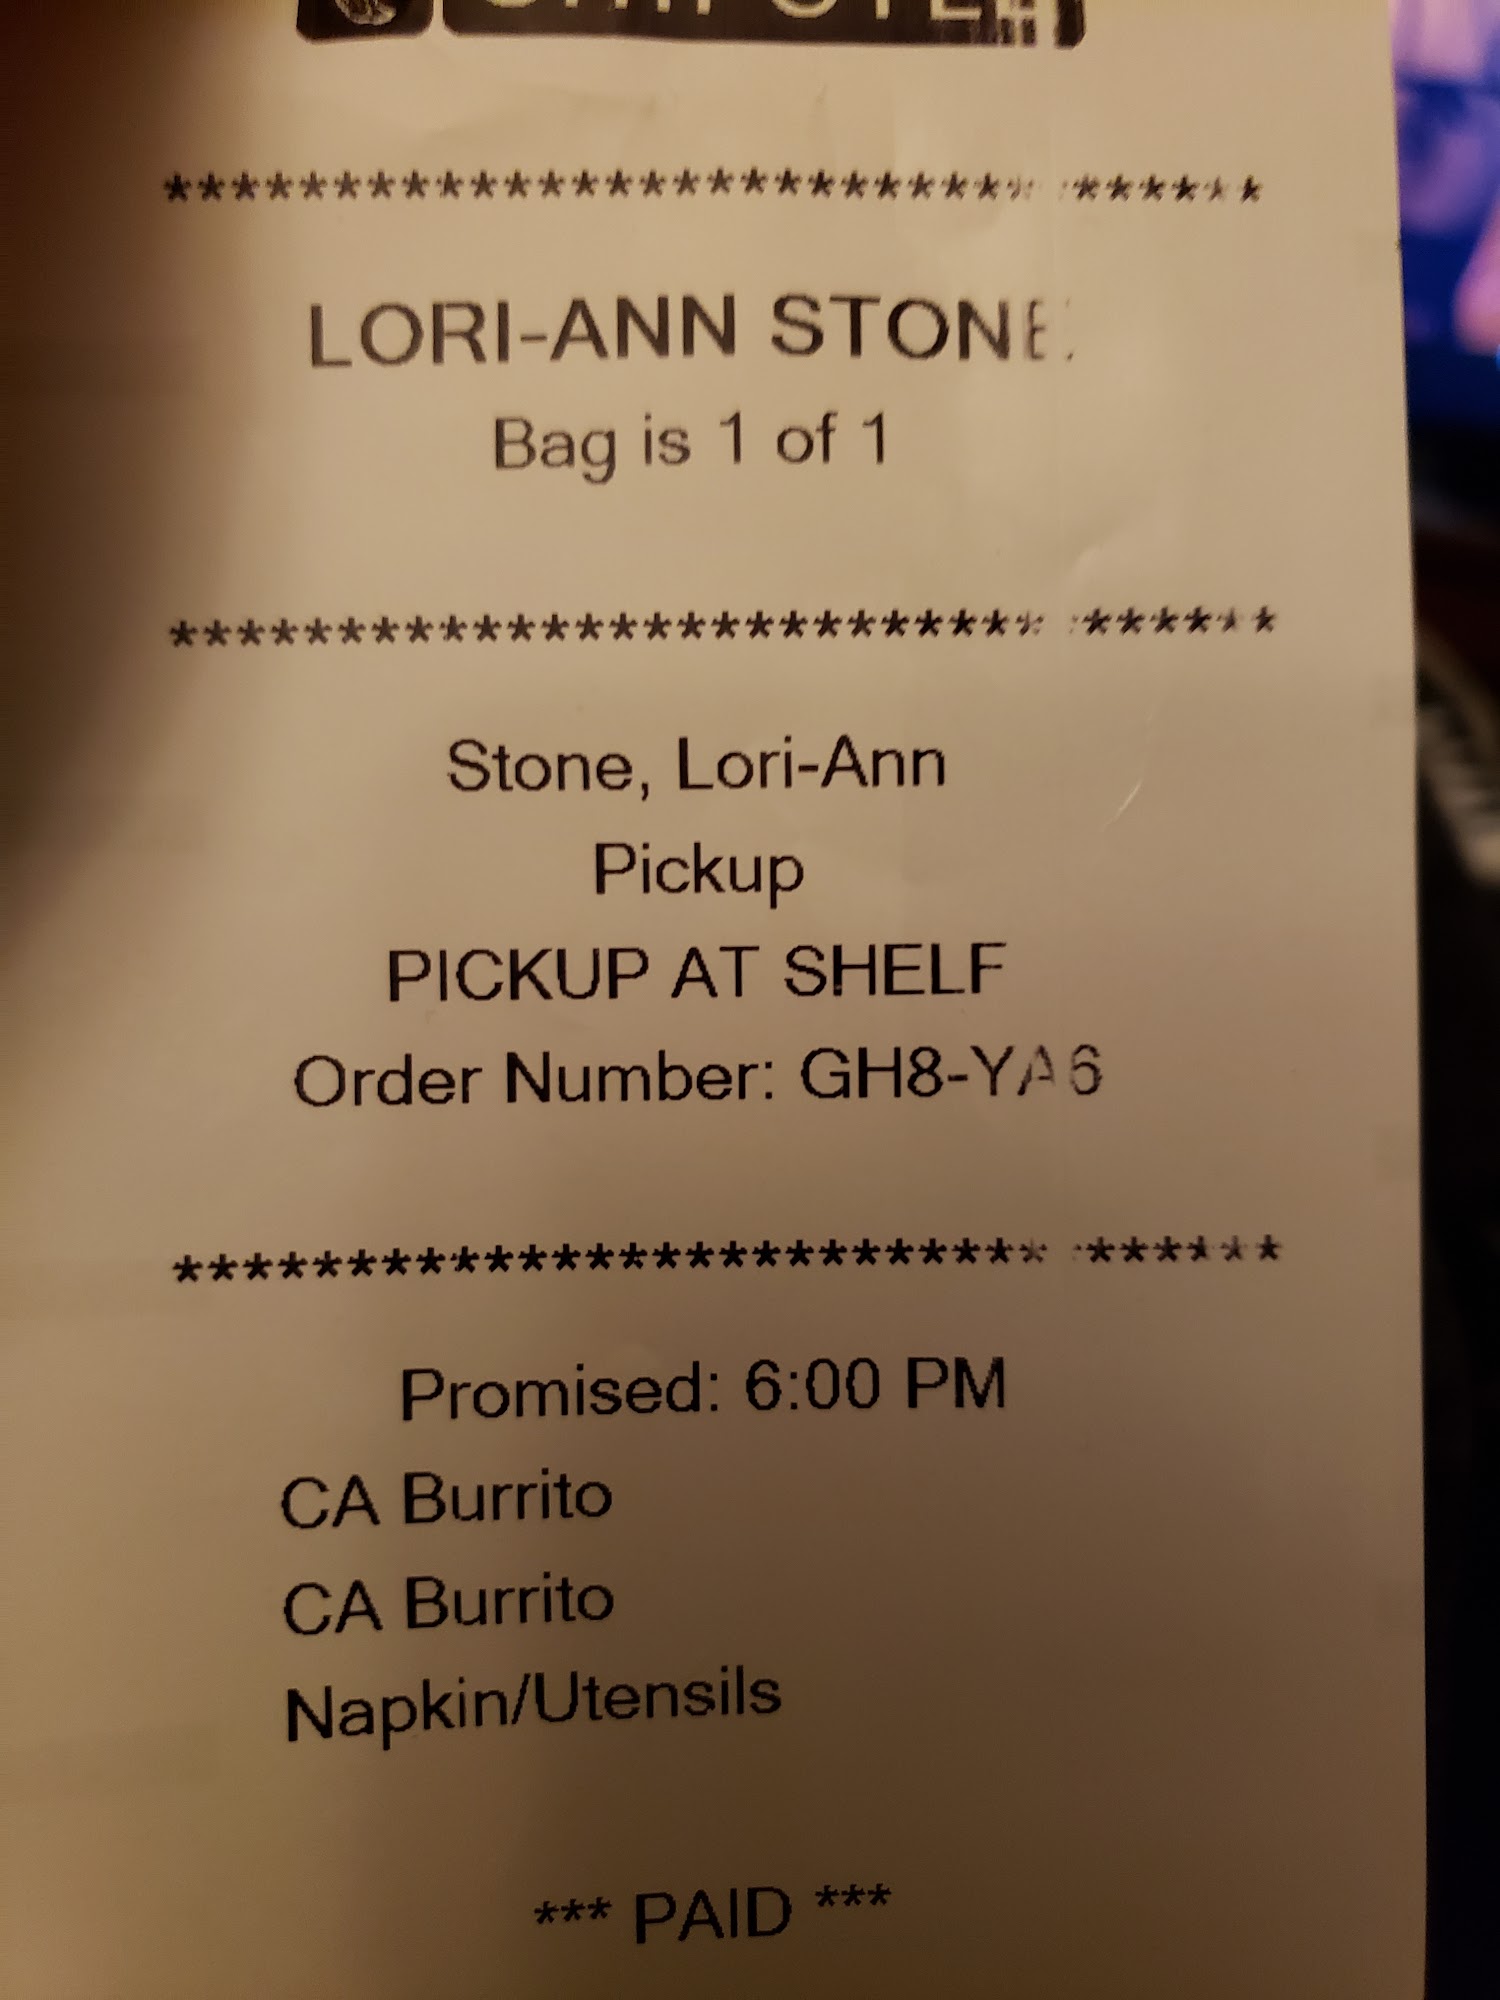 ********************************
LORI-ANN STONE
Bag is 1 of 1
********************************
Stone, Lori-Ann
Pickup
PICKUP AT SHELF
Order Number: GH8-YA6
********************************
Promised: 6:00 PM
CA Burrito
CA Burrito
Napkin/Utensils
*** PAID ***